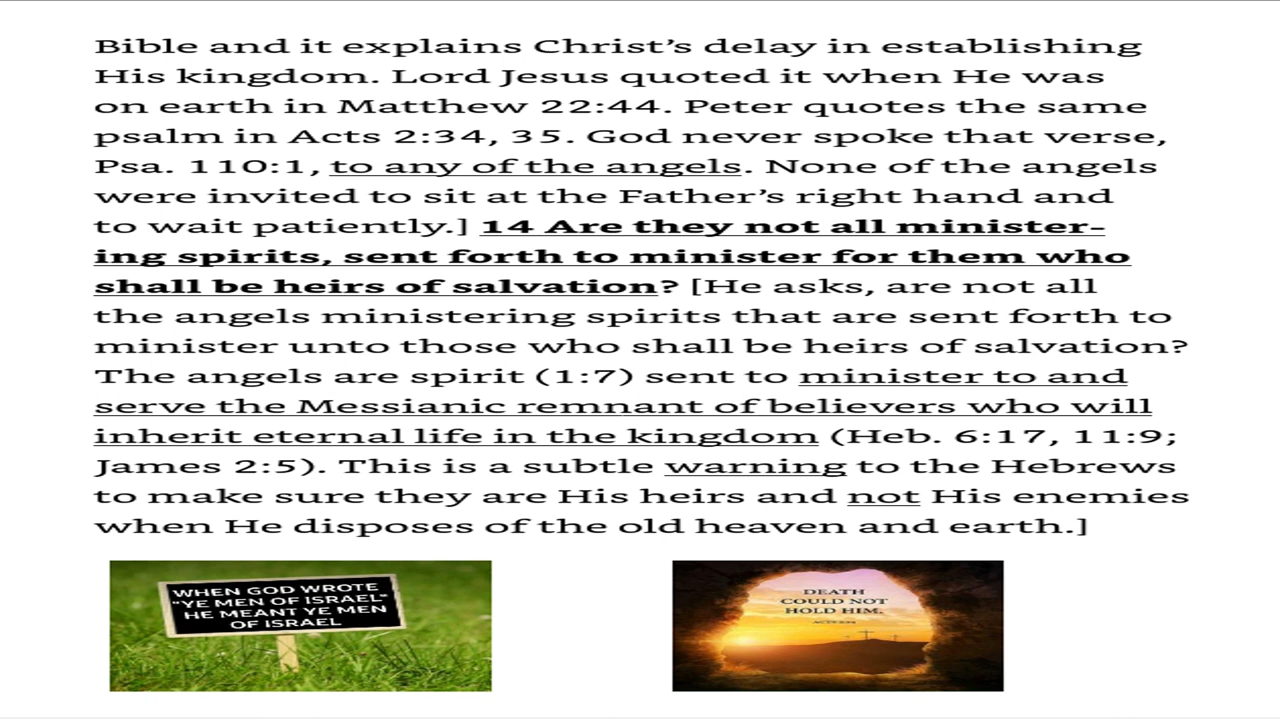 Bible and it explains Christ’s delay in establishing
His kingdom. Lord Jesus quoted it when He was
on earth in Matthew 22:44. Peter quotes the same
psalm in Acts 2:34, 35. God never spoke that verse,
Psa. 110:1, to any of the angels. None of the angels
were invited to sit at the Father’s right hand and
to wait patiently.] 14 Are they not all minister-
ing spirits, sent forth to minister for them who
shall be heirs of salvation? [He asks, are not all
the angels ministering spirits that are sent forth to
minister unto those who shall be heirs of salvation?
The angels are spirit (1:7) sent to minister to and
serve the Messianic remnant of believers who will
inherit eternal life in the kingdom (Heb. 6:17, 11:9;
James 2:5). This is a subtle warning to the Hebrews
to make sure they are His heirs and not His enemies
when He disposes of the old heaven and earth.]
WHEN GOD WROTE
"YE MEN OF ISRAEL"
HE MEANT YE MEN
OF ISRAEL
DEATH
COULD NOT
HOLD HIM.